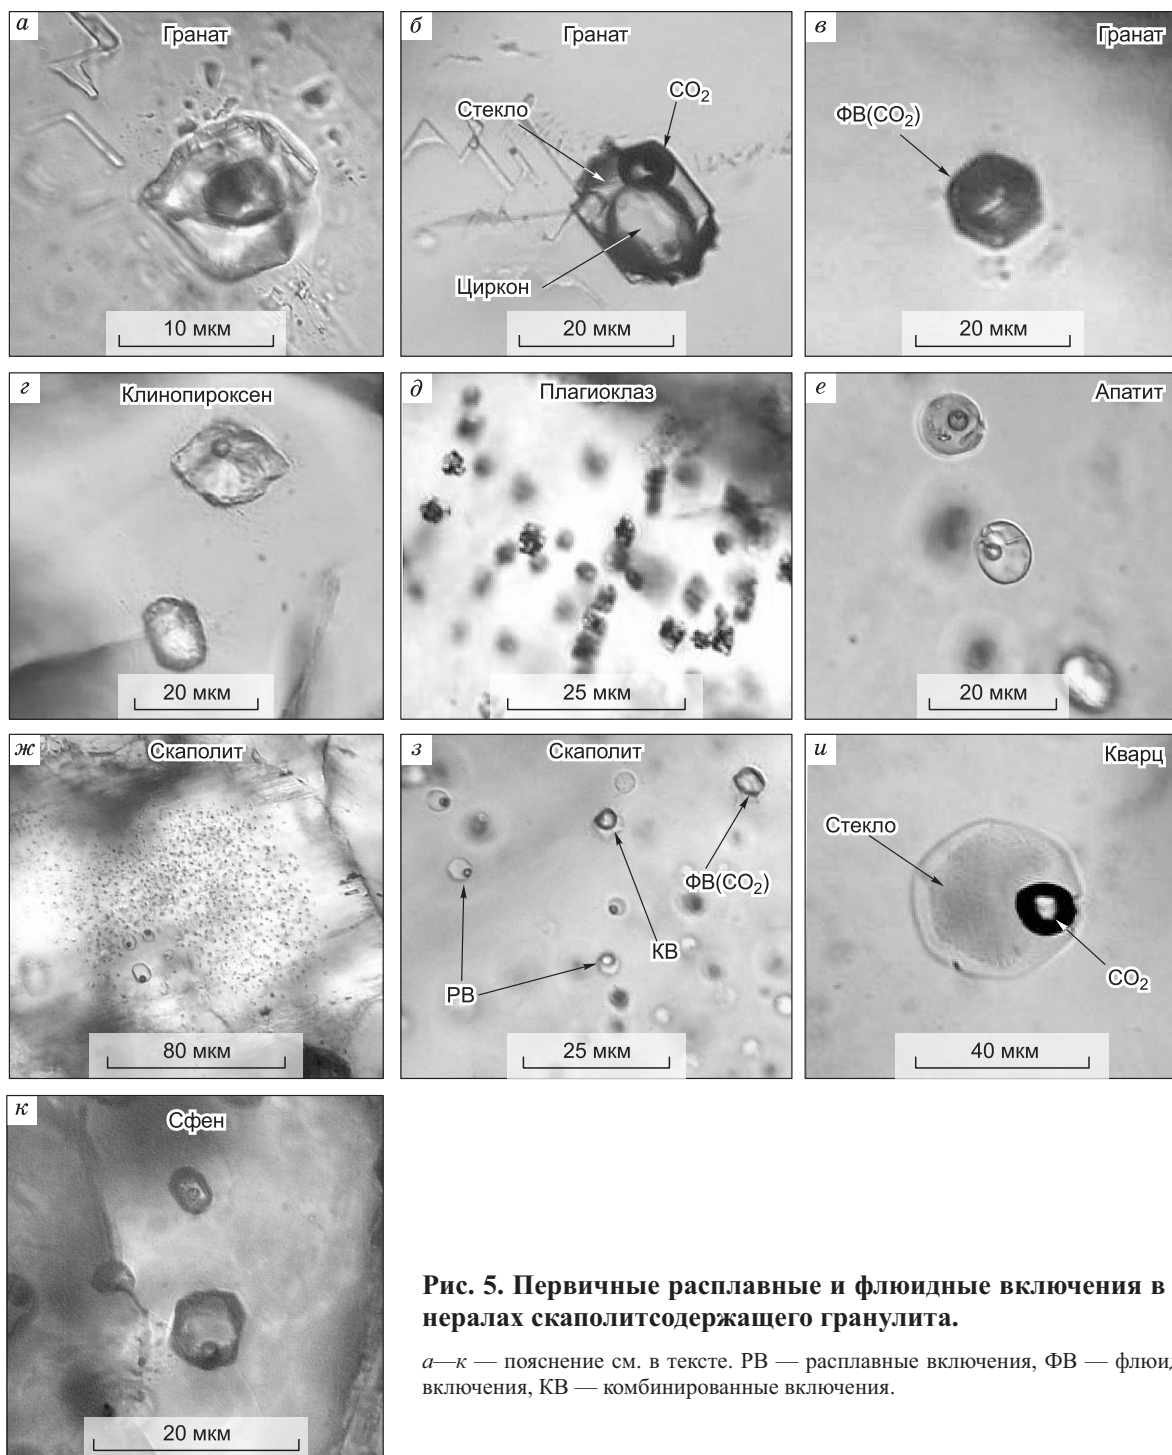 а
Гранат
10 мкм
б
Гранат
Стекло
CO₂
Циркон
20 мкм
в
Гранат
ФВ(CO₂)
20 мкм
г
Клинопироксен
20 мкм
д
Плагиоклаз
25 мкм
е
Апатит
20 мкм
ж
Скаполит
80 мкм
з
Скаполит
ФВ(CO₂)
КВ
РВ
25 мкм
и
Кварц
Стекло
CO₂
40 мкм
к
Сфен
20 мкм
Рис. 5. Первичные расплавные и флюидные включения в
нералах скаполитсодержащего гранулита.
а—к — пояснение см. в тексте. РВ — расплавные включения, ФВ — флюид
включения, КВ — комбинированные включения.